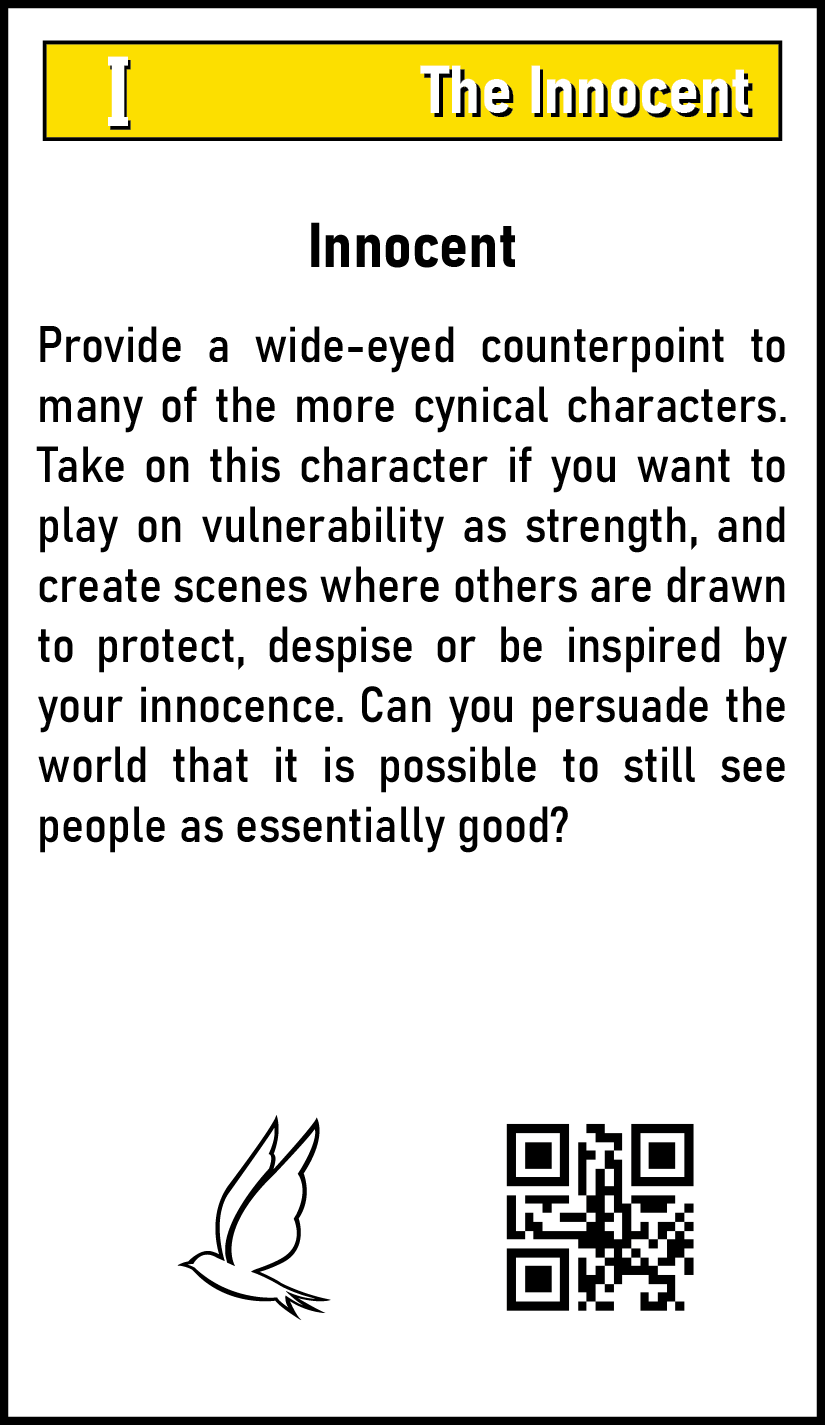 I The Innocent
Innocent
Provide a wide-eyed counterpoint to
many of the more cynical characters.
Take on this character if you want to
play on vulnerability as strength, and
create scenes where others are drawn
to protect, despise or be inspired by
your innocence. Can you persuade the
world that it is possible to still see
people as essentially good?